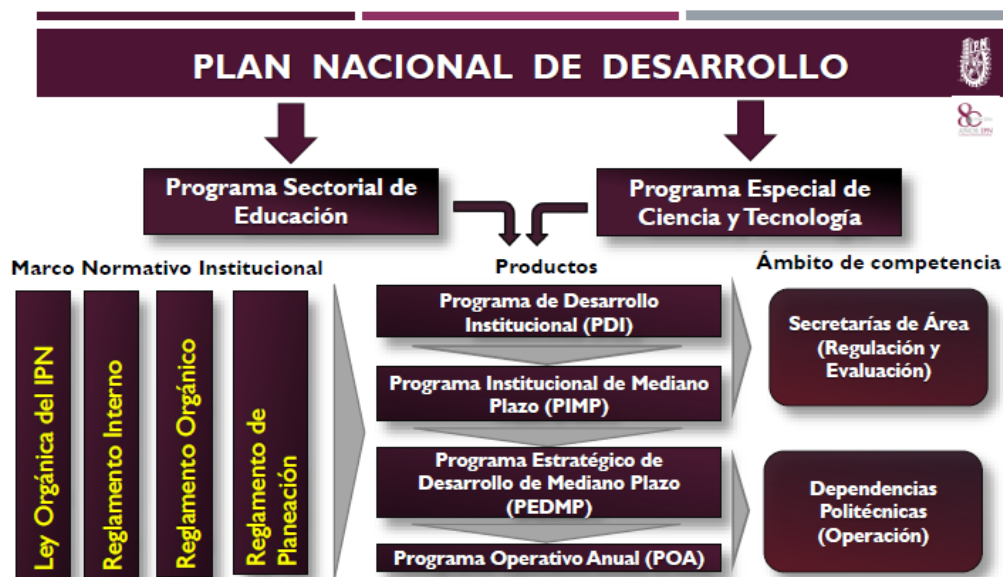 PLAN NACIONAL DE DESARROLLO
IPN
80
AÑOS IPN
Programa Sectorial de
Educación
Programa Especial de
Ciencia y Tecnología
Marco Normativo Institucional
Productos
Ámbito de competencia
Ley Orgánica del IPN
Reglamento Interno
Reglamento Orgánico
Reglamento de
Planeación
Programa de Desarrollo
Institucional (PDI)
Programa Institucional de Mediano
Plazo (PIMP)
Programa Estratégico de
Desarrollo de Mediano Plazo
(PEDMP)
Programa Operativo Anual (POA)
Secretarías de Área
(Regulación y
Evaluación)
Dependencias
Politécnicas
(Operación)